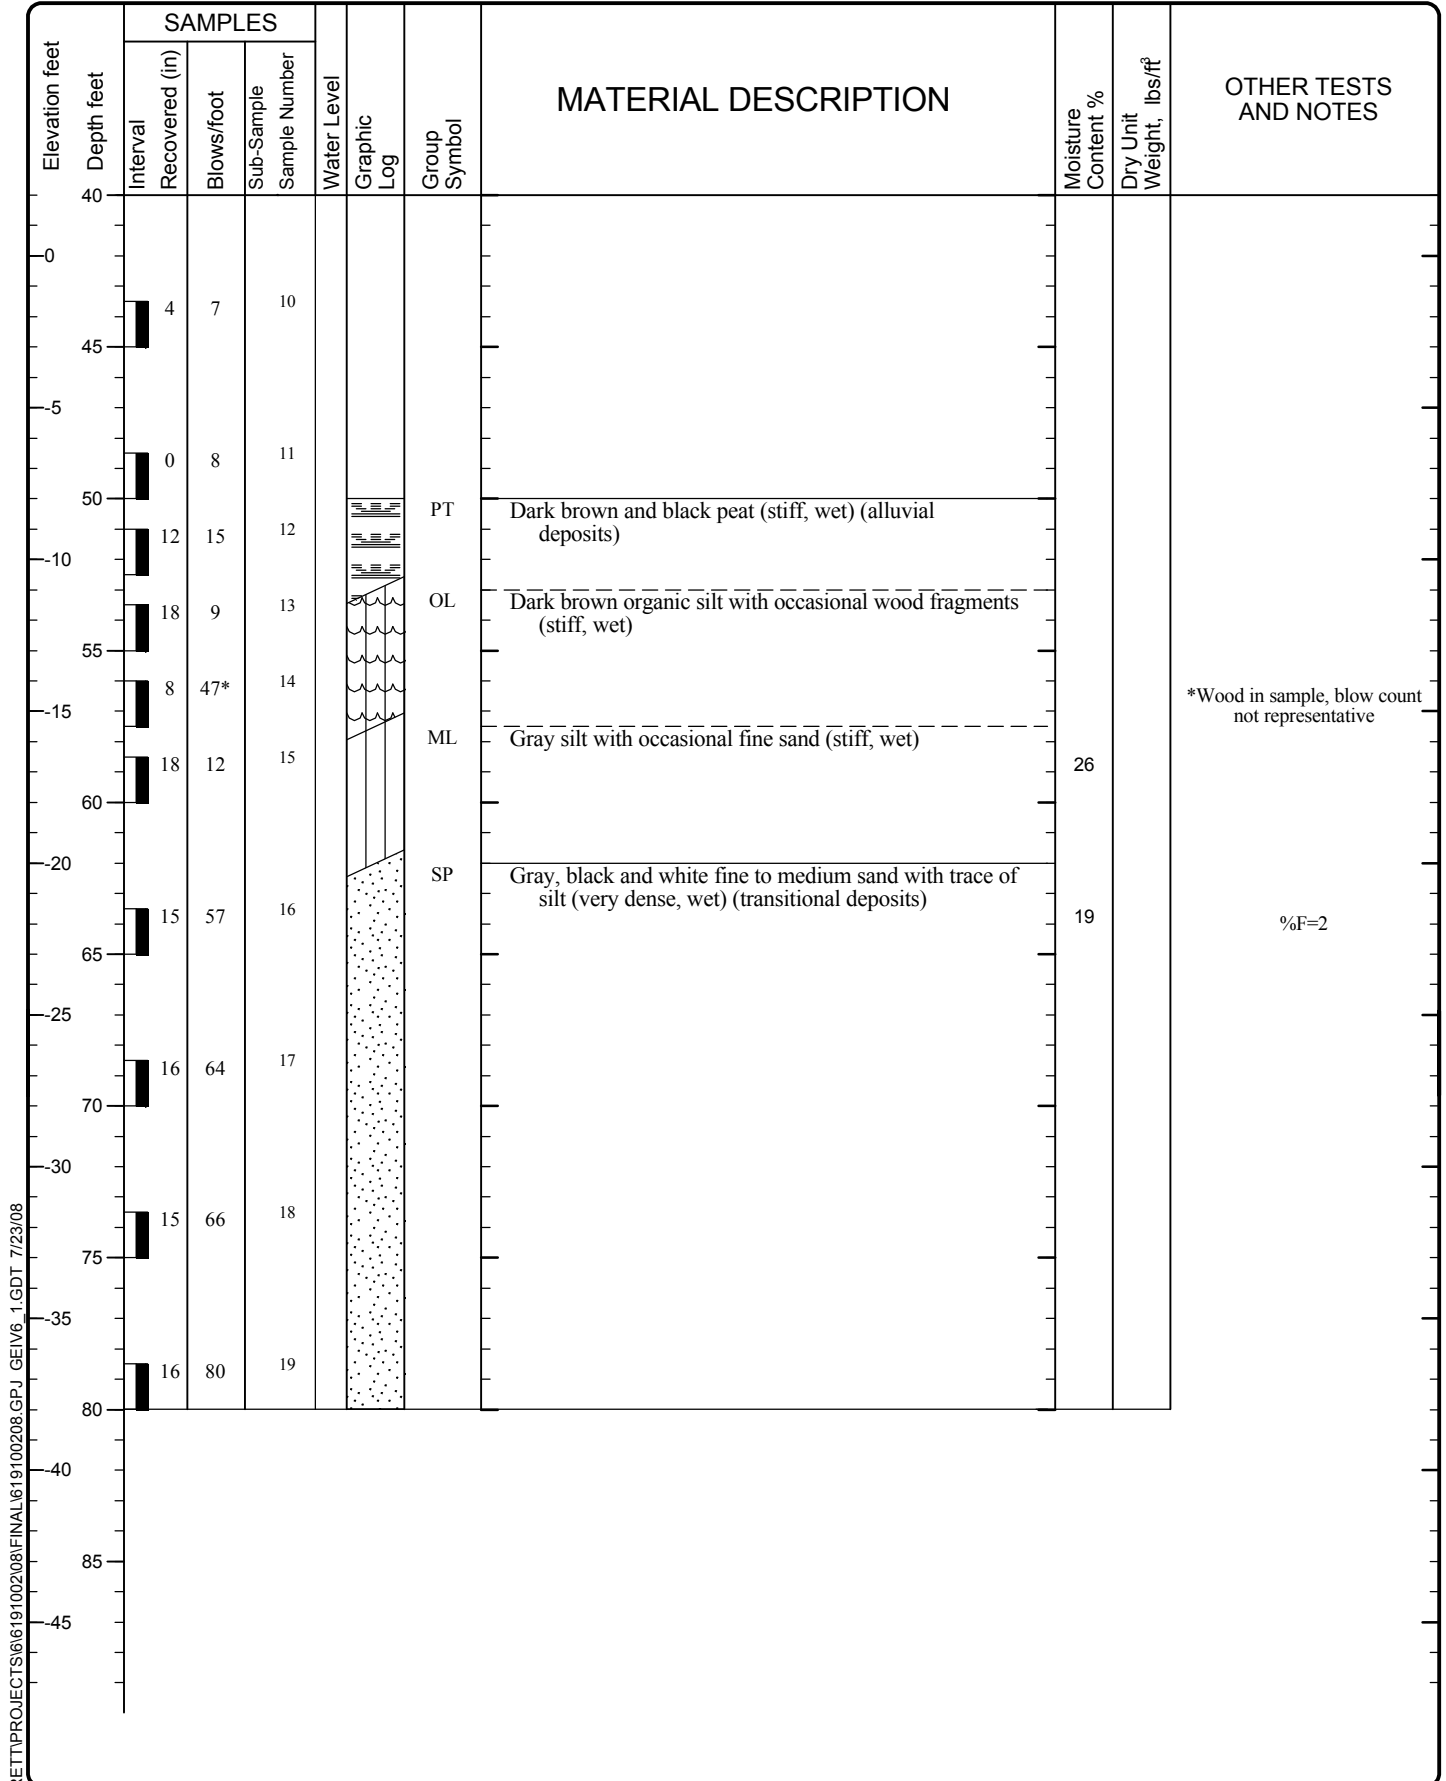 SAMPLES
Elevation feet
Depth feet
Interval
Recovered (in)
Blows/foot
Sub-Sample
Sample Number
Water Level
Graphic
Log
Group
Symbol
MATERIAL DESCRIPTION
Moisture
Content %
Dry Unit
Weight, lbs/ft³
OTHER TESTS
AND NOTES
40
0
4 7 10
45
-5
0 8 11
50
PT Dark brown and black peat (stiff, wet) (alluvial
deposits)
12 15 12
-10
OL Dark brown organic silt with occasional wood fragments
(stiff, wet)
18 9 13
55
8 47* 14
*Wood in sample, blow count
not representative
-15
ML Gray silt with occasional fine sand (stiff, wet)
18 12 15 26
60
-20
SP Gray, black and white fine to medium sand with trace of
silt (very dense, wet) (transitional deposits)
15 57 16 19 %F=2
65
-25
16 64 17
70
-30
15 66 18
75
-35
16 80 19
80
-40
85
-45
RETT\PROJECTS\6\6191002\08\FINAL\619100208.GPJ GEIV6_1.GDT 7/23/08